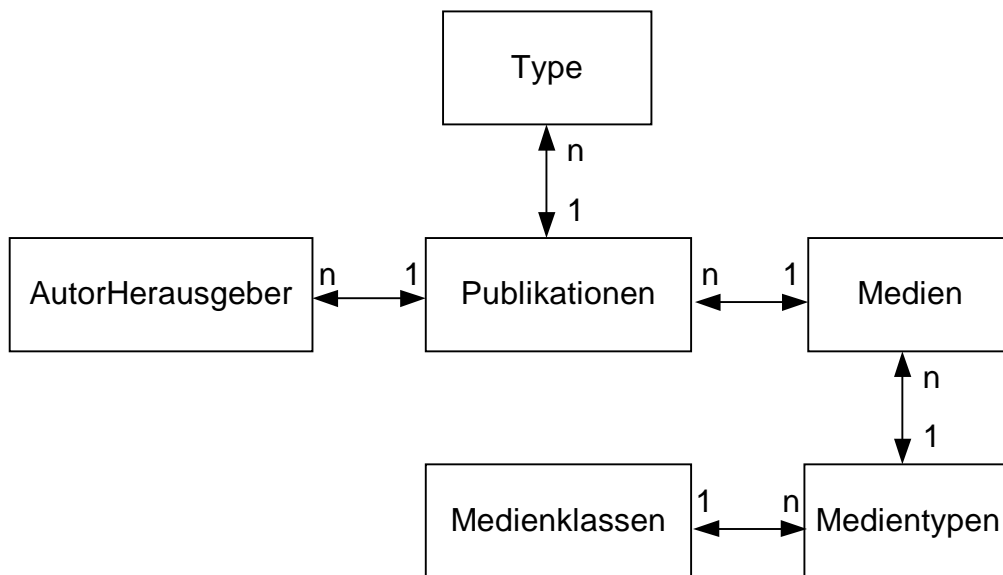 Type
n
1
AutorHerausgeber
n
1
Publikationen
n
1
Medien
n
1
Medienklassen
1
n
Medientypen